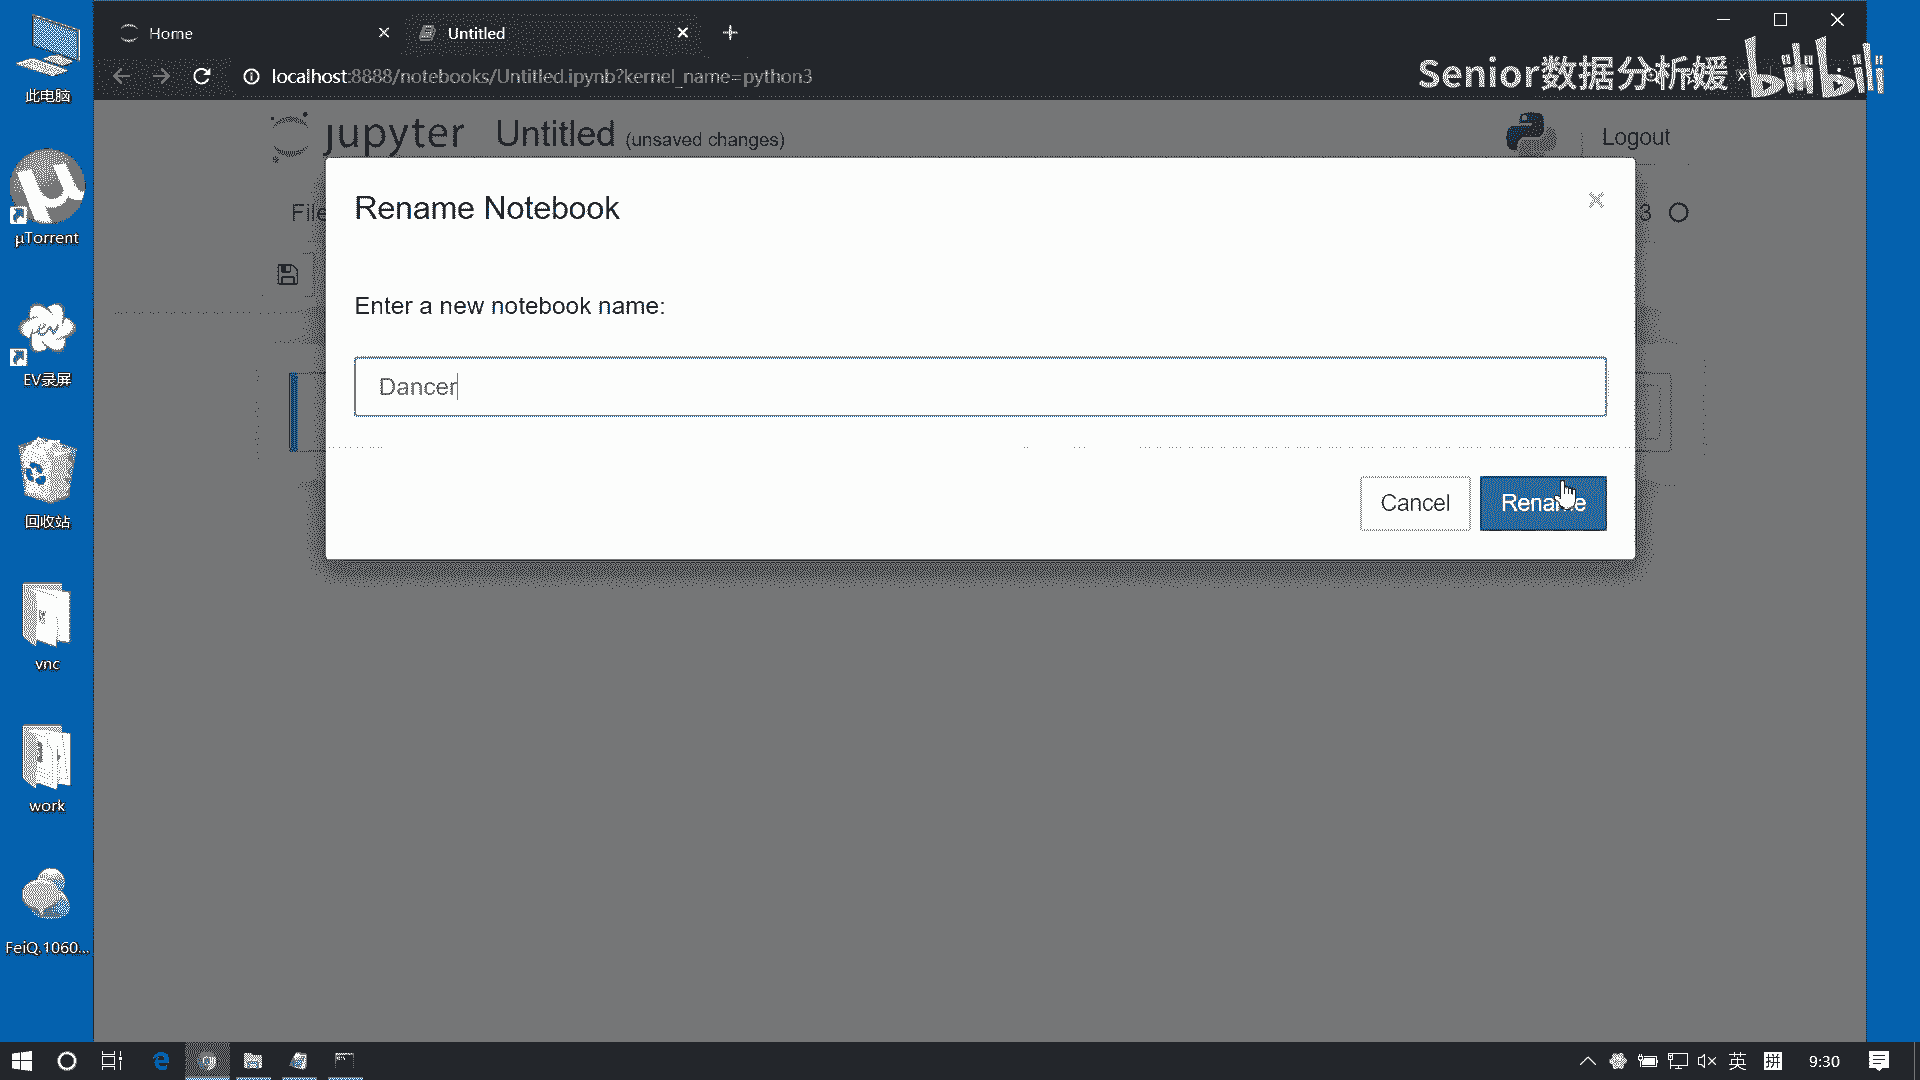 Home
Untitled
localhost:8888/notebooks/Untitled.ipynb?kernel_name=python3
Senior数据分析媛 bilibili
jupyter Untitled (unsaved changes)
Logout
File
3
Rename Notebook
Enter a new notebook name:
Dancer
Cancel
Rename
此电脑
μTorrent
EV录屏
回收站
vnc
work
FeiQ.1060...
英
拼
9:30